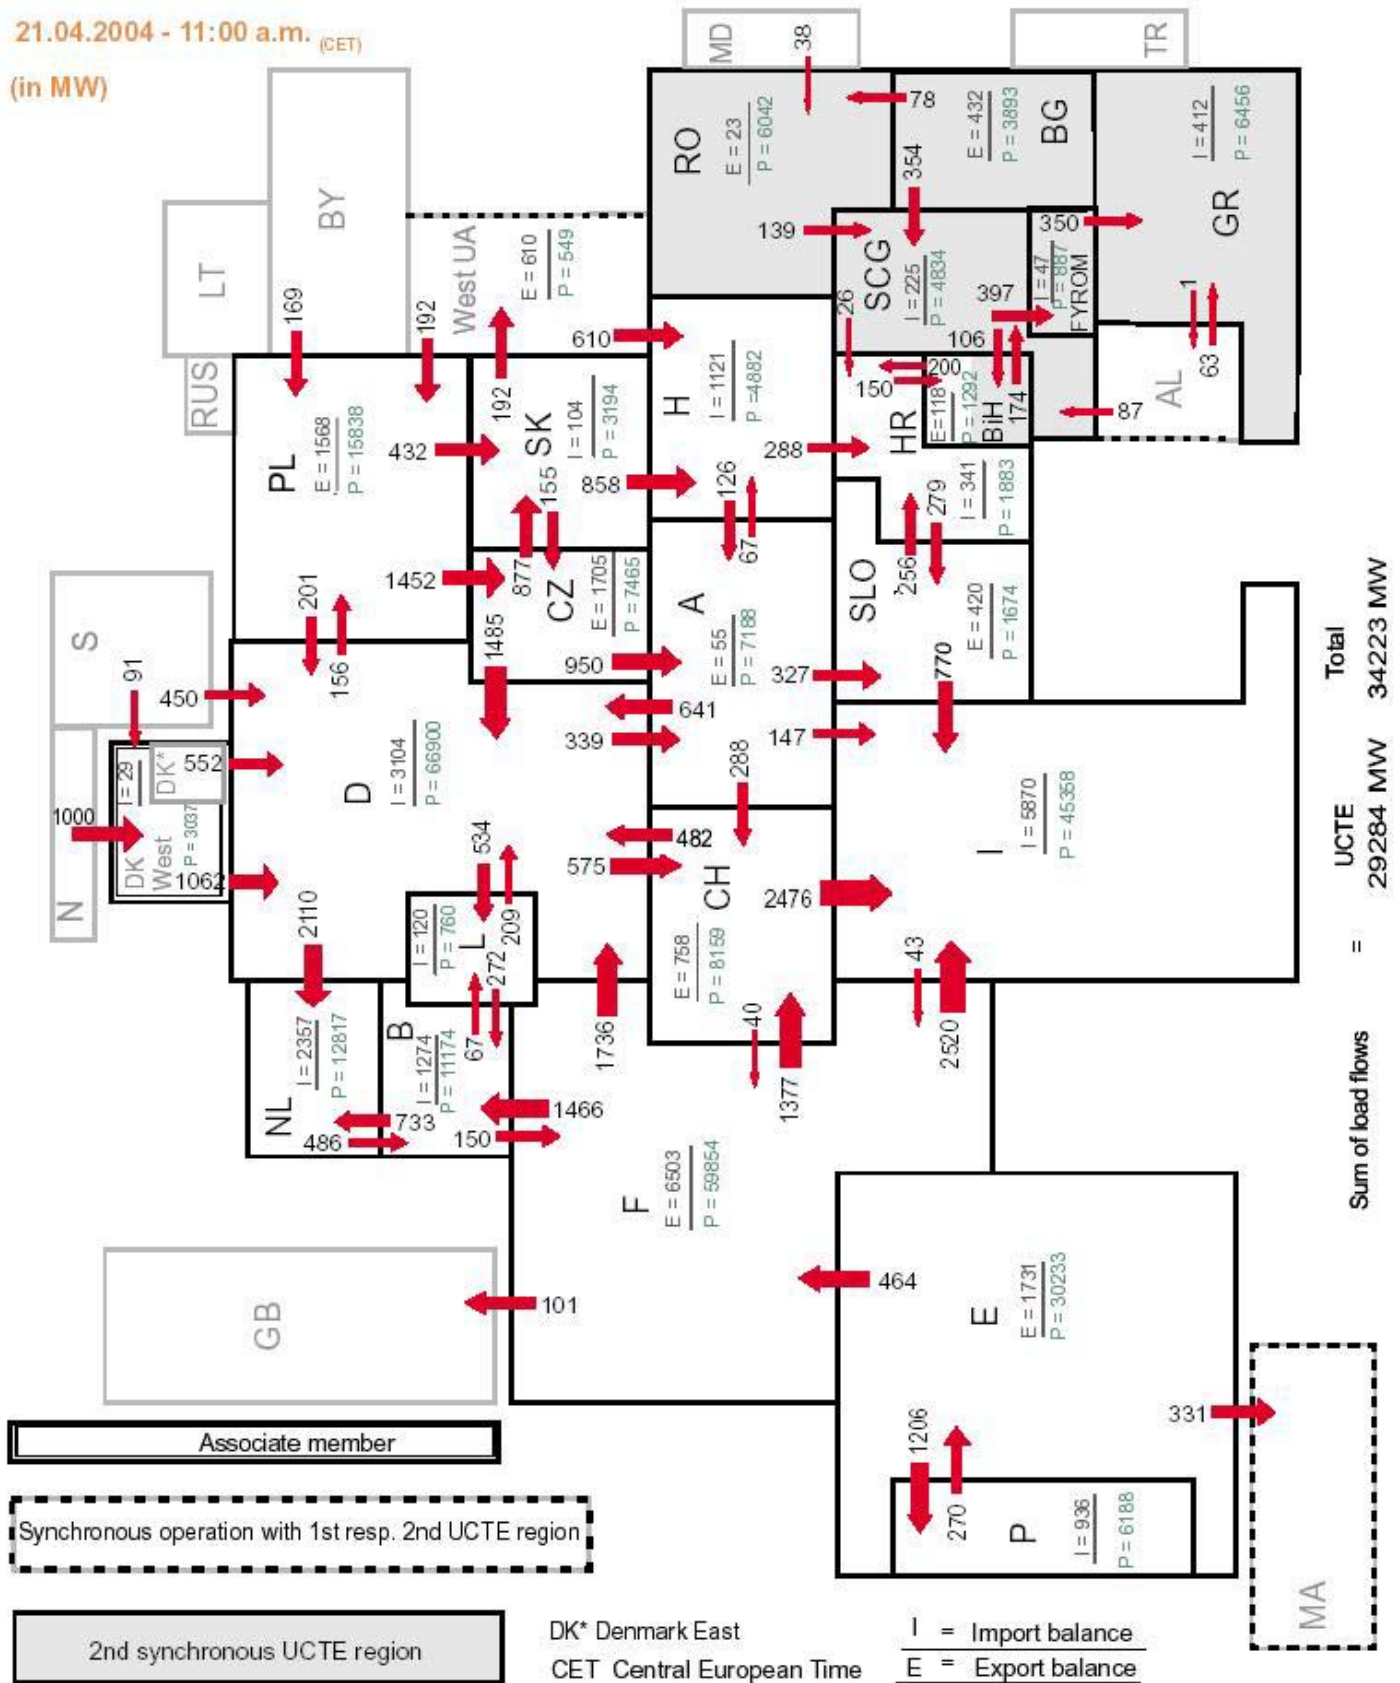 21.04.2004 - 11:00 a.m. (CET)
(in MW)
MD
38
TR
RO
E = 23
P = 6042
78
E = 432
P = 3893
BG
I = 412
P = 6456
GR
354
139
350
BY
LT
RUS
West UA
E = 610
P = 549
169
192
192
610
SCG
I = 225
P = 4834
26
397
106
I = 47
P = 887
FYROM
1
63
AL
87
PL
E = 1568
P = 15838
432
SK
I = 104
P = 3194
858
155
877
H
I = 1121
P =4882
288
126
67
HR
150
200
E=118
P=1292
BiH
174
I = 341
P = 1883
279
256
201
156
1452
1485
CZ
E = 1705
P = 7465
950
A
E = 55
P = 7188
SLO
E = 420
P = 1674
327
770
S
91
450
641
339
147
288
N
1000
I = 29
DK*
552
DK
West
P = 3037
1062
D
I = 3104
P = 66900
534
209
482
575
CH
E = 758
P = 8159
2476
I
I = 5870
P = 45358
2110
I = 120
P = 760
L
272
67
1736
40
1377
43
2520
NL
I = 2357
P = 12817
B
I = 1274
P = 11174
733
486
1466
150
F
E = 6503
P = 59854
GB
101
464
E
E = 1731
P = 30233
1206
270
P
I = 936
P = 6188
331
MA
UCTE Total
Sum of load flows = 29284 MW 34223 MW
Associate member
Synchronous operation with 1st resp. 2nd UCTE region
2nd synchronous UCTE region
DK* Denmark East
CET Central European Time
I = Import balance
E = Export balance